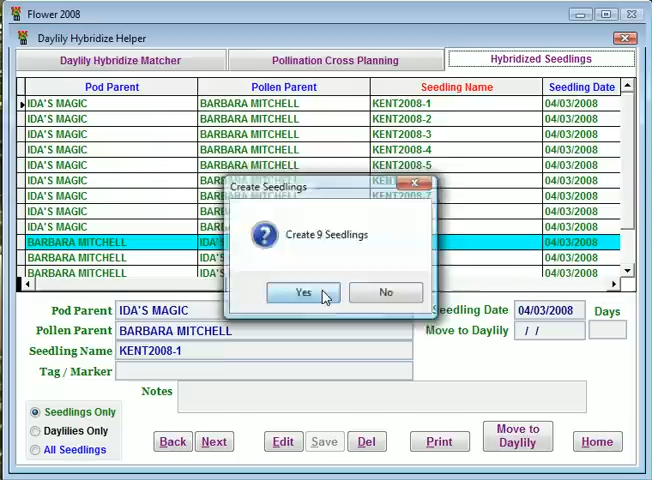 Flower 2008
Daylily Hybridize Helper
Daylily Hybridize Matcher Pollination Cross Planning Hybridized Seedlings
Pod Parent Pollen Parent Seedling Name Seedling Date
IDA'S MAGIC BARBARA MITCHELL KENT2008-1 04/03/2008
IDA'S MAGIC BARBARA MITCHELL KENT2008-2 04/03/2008
IDA'S MAGIC BARBARA MITCHELL KENT2008-3 04/03/2008
IDA'S MAGIC BARBARA MITCHELL KENT2008-4 04/03/2008
IDA'S MAGIC BARBARA MITCHELL KENT2008-5 04/03/2008
IDA'S MAGIC 04/03/2008
IDA'S MAGIC 04/03/2008
IDA'S MAGIC 04/03/2008
IDA'S MAGIC 04/03/2008
BARBARA MITCHELL IDA'S 04/03/2008
BARBARA MITCHELL 04/03/2008
BARBARA MITCHELL 04/03/2008
Create Seedlings
Create 9 Seedlings
Yes No
Pod Parent IDA'S MAGIC Seedling Date 04/03/2008 Days
Pollen Parent BARBARA MITCHELL Move to Daylily / /
Seedling Name KENT2008-1
Tag / Marker
Notes
Seedlings Only
Daylilies Only
All Seedlings
Back Next Edit Save Del Print Move to Daylily Home